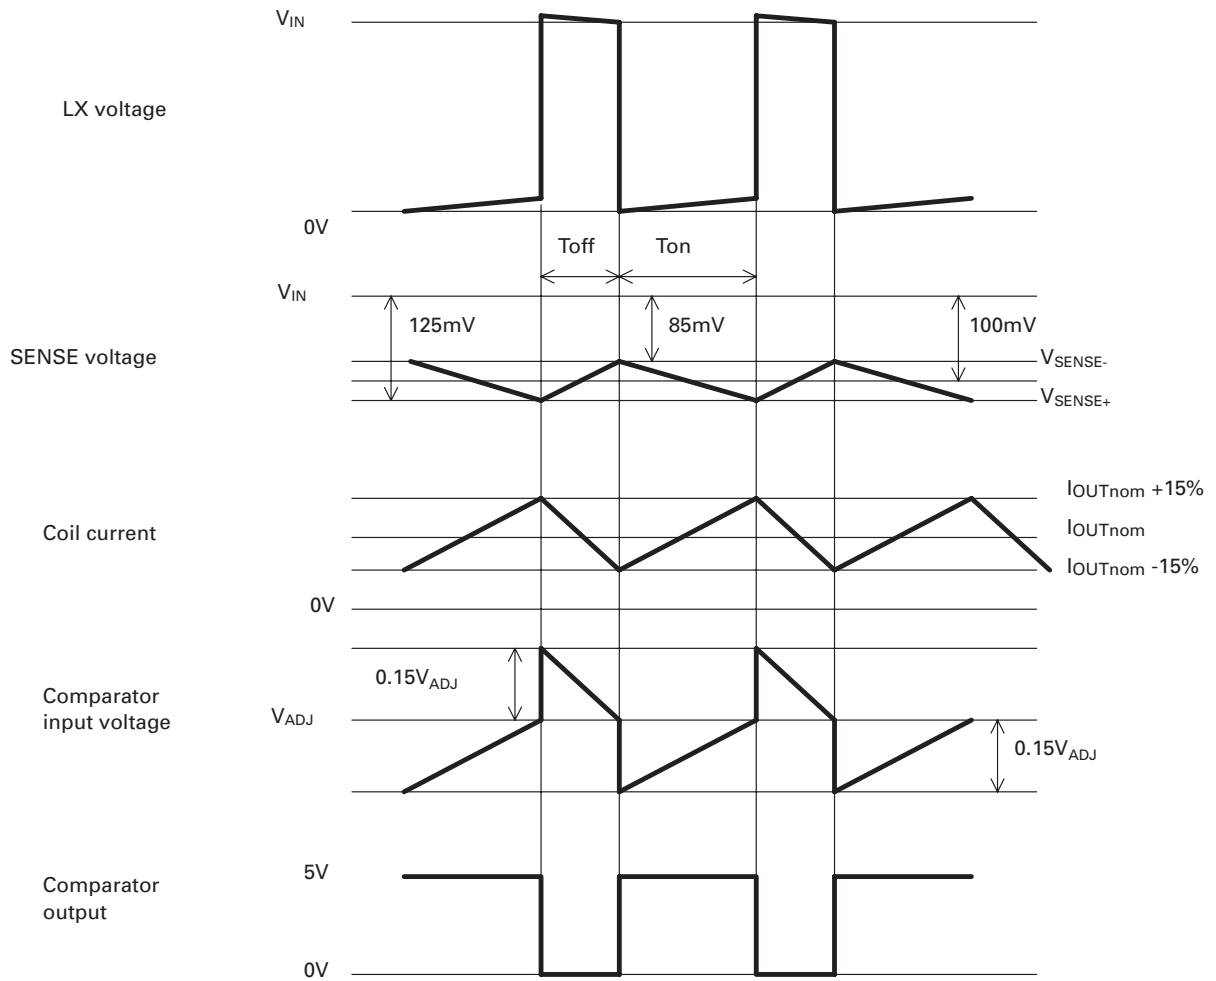 VIN
LX voltage
0V
Toff
Ton
VIN
125mV
85mV
100mV
SENSE voltage
VSENSE-
VSENSE+
IOUTnom +15%
Coil current
IOUTnom
IOUTnom -15%
0V
0.15VADJ
Comparator
input voltage
VADJ
0.15VADJ
5V
Comparator
output
0V